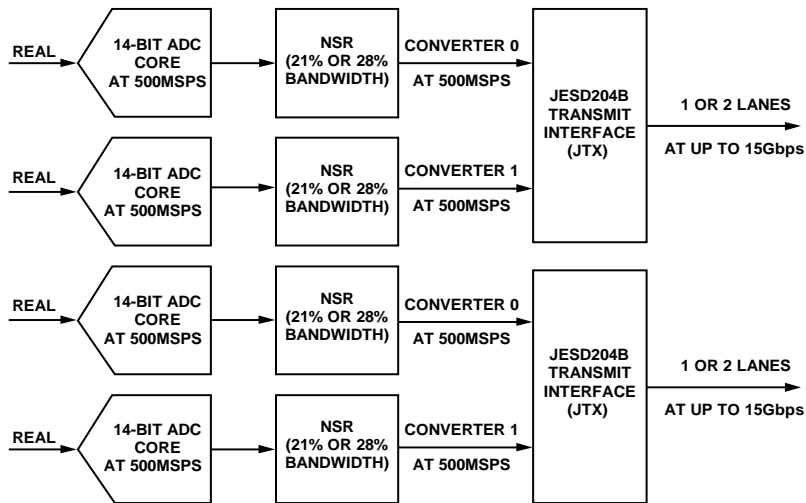 REAL
14-BIT ADC
CORE
AT 500MSPS
NSR
(21% OR 28%
BANDWIDTH)
CONVERTER 0
AT 500MSPS
REAL
14-BIT ADC
CORE
AT 500MSPS
NSR
(21% OR 28%
BANDWIDTH)
CONVERTER 1
AT 500MSPS
JESD204B
TRANSMIT
INTERFACE
(JTX)
1 OR 2 LANES
AT UP TO 15Gbps
REAL
14-BIT ADC
CORE
AT 500MSPS
NSR
(21% OR 28%
BANDWIDTH)
CONVERTER 0
AT 500MSPS
REAL
14-BIT ADC
CORE
AT 500MSPS
NSR
(21% OR 28%
BANDWIDTH)
CONVERTER 1
AT 500MSPS
JESD204B
TRANSMIT
INTERFACE
(JTX)
1 OR 2 LANES
AT UP TO 15Gbps